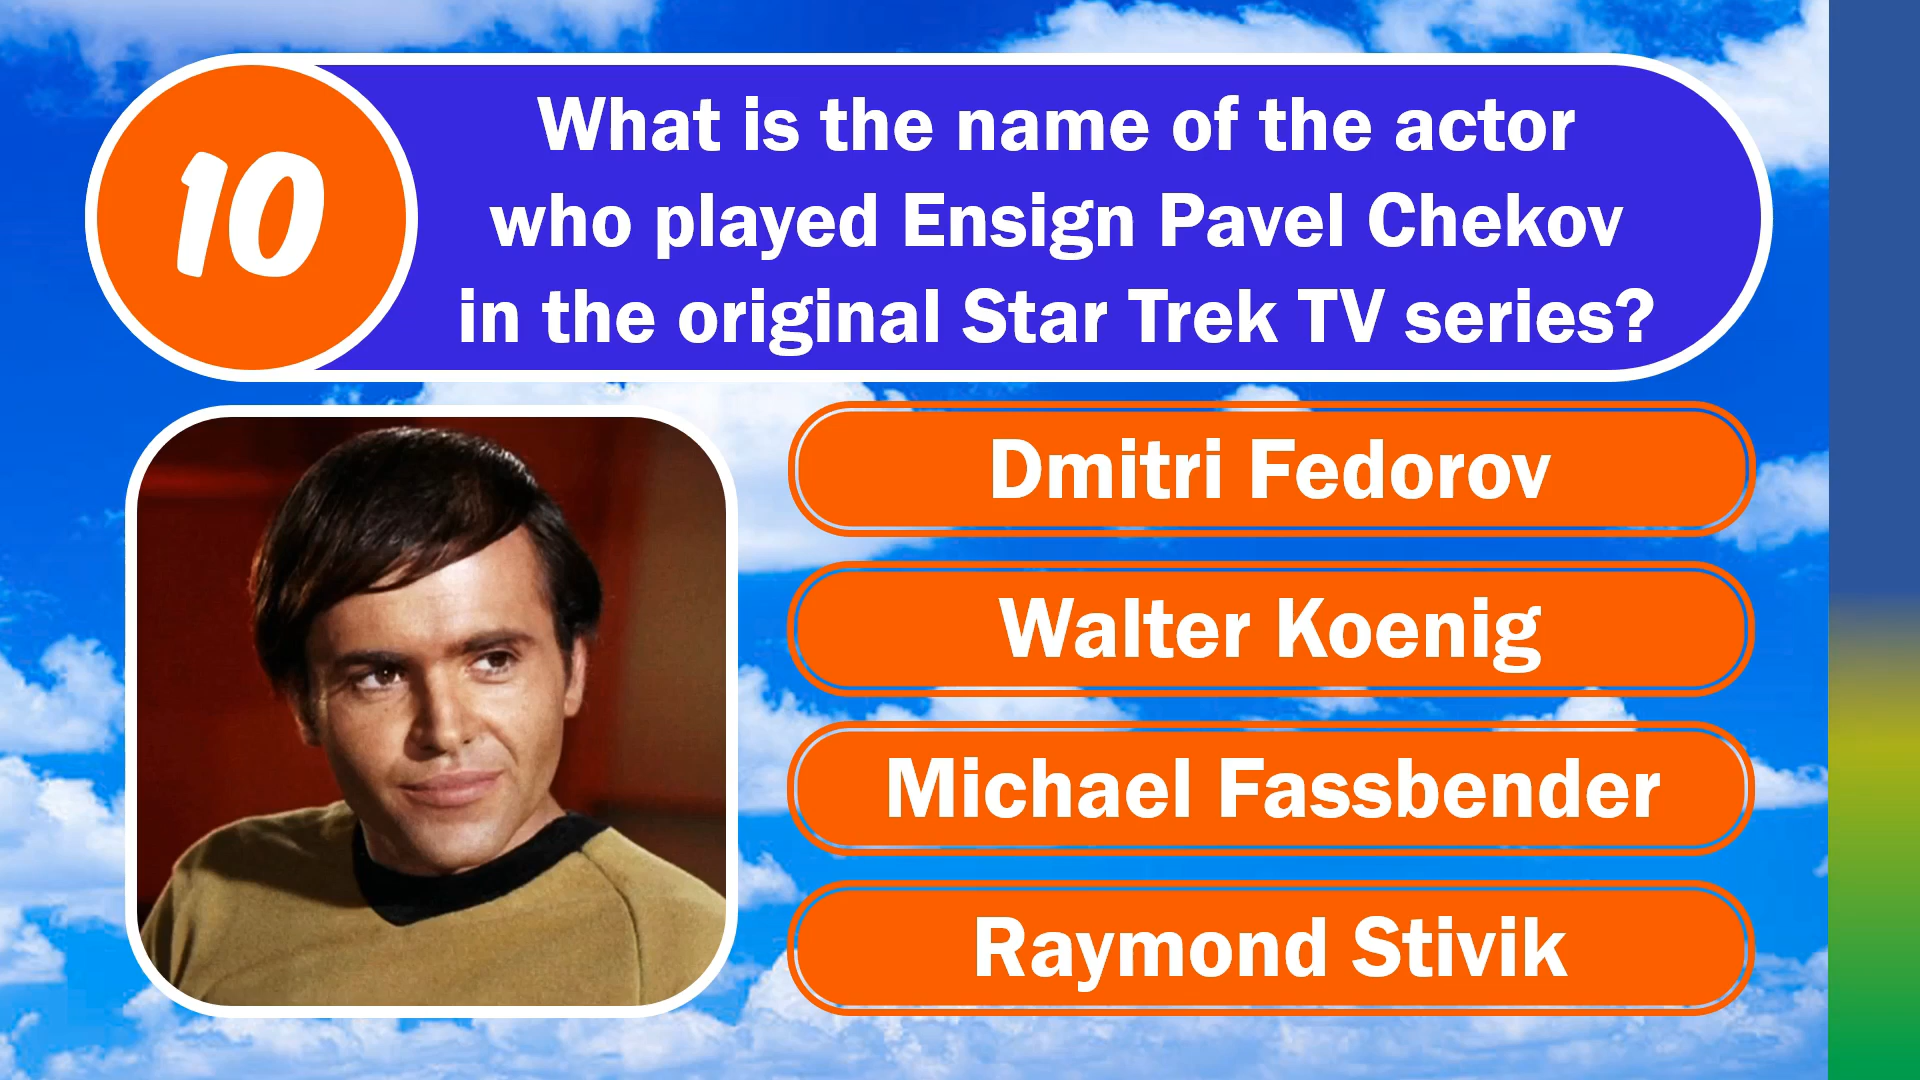 10
What is the name of the actor
who played Ensign Pavel Chekov
in the original Star Trek TV series?
Dmitri Fedorov
Walter Koenig
Michael Fassbender
Raymond Stivik